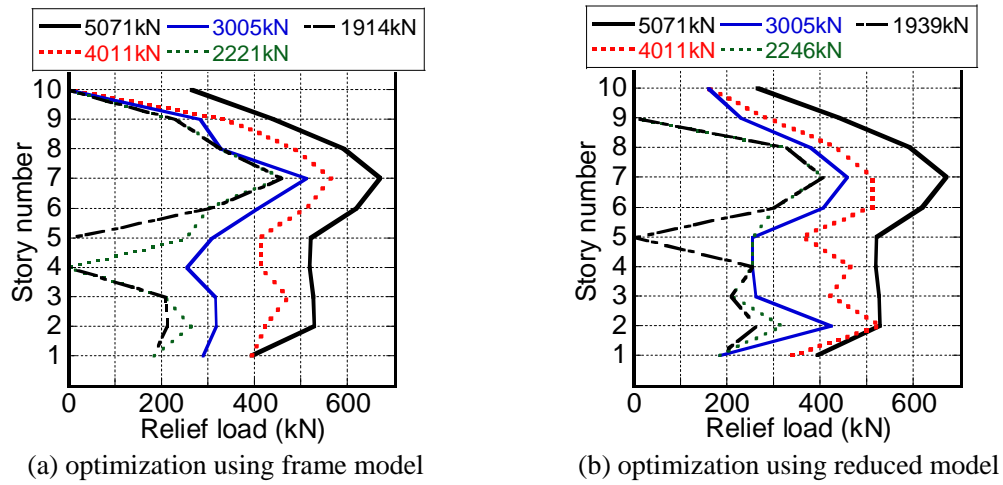 5071kN 3005kN 1914kN
4011kN 2221kN
10
9
8
7
6
5
4
3
2
1
Story number
0 200 400 600
Relief load (kN)
(a) optimization using frame model
5071kN 3005kN 1939kN
4011kN 2246kN
10
9
8
7
6
5
4
3
2
1
Story number
0 200 400 600
Relief load (kN)
(b) optimization using reduced model